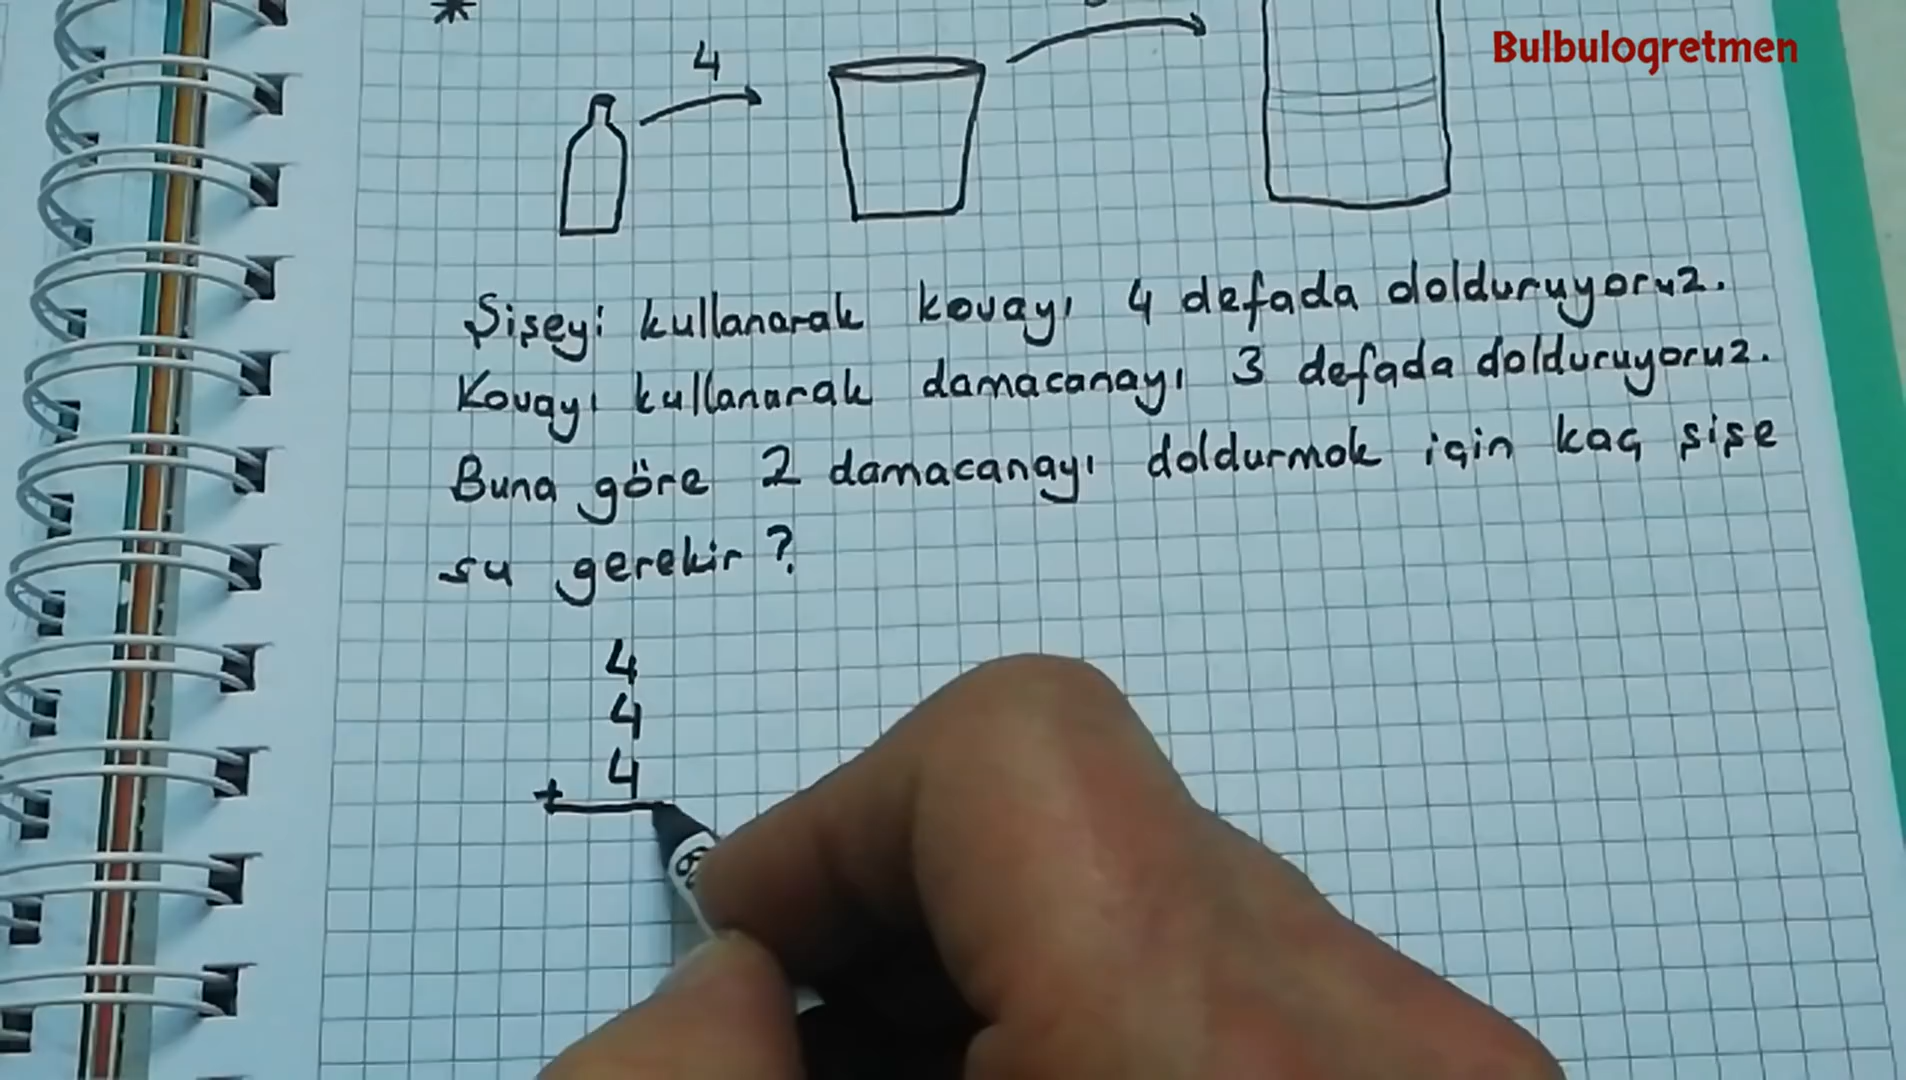 *
Bulbulogretmen
4
Şişeyi kullanarak kovayı 4 defada dolduruyoruz.
Kovayı kullanarak damacanayı 3 defada dolduruyoruz.
Buna göre 2 damacanayı doldurmak için kaç şişe
su gerekir?
4
4
+ 4